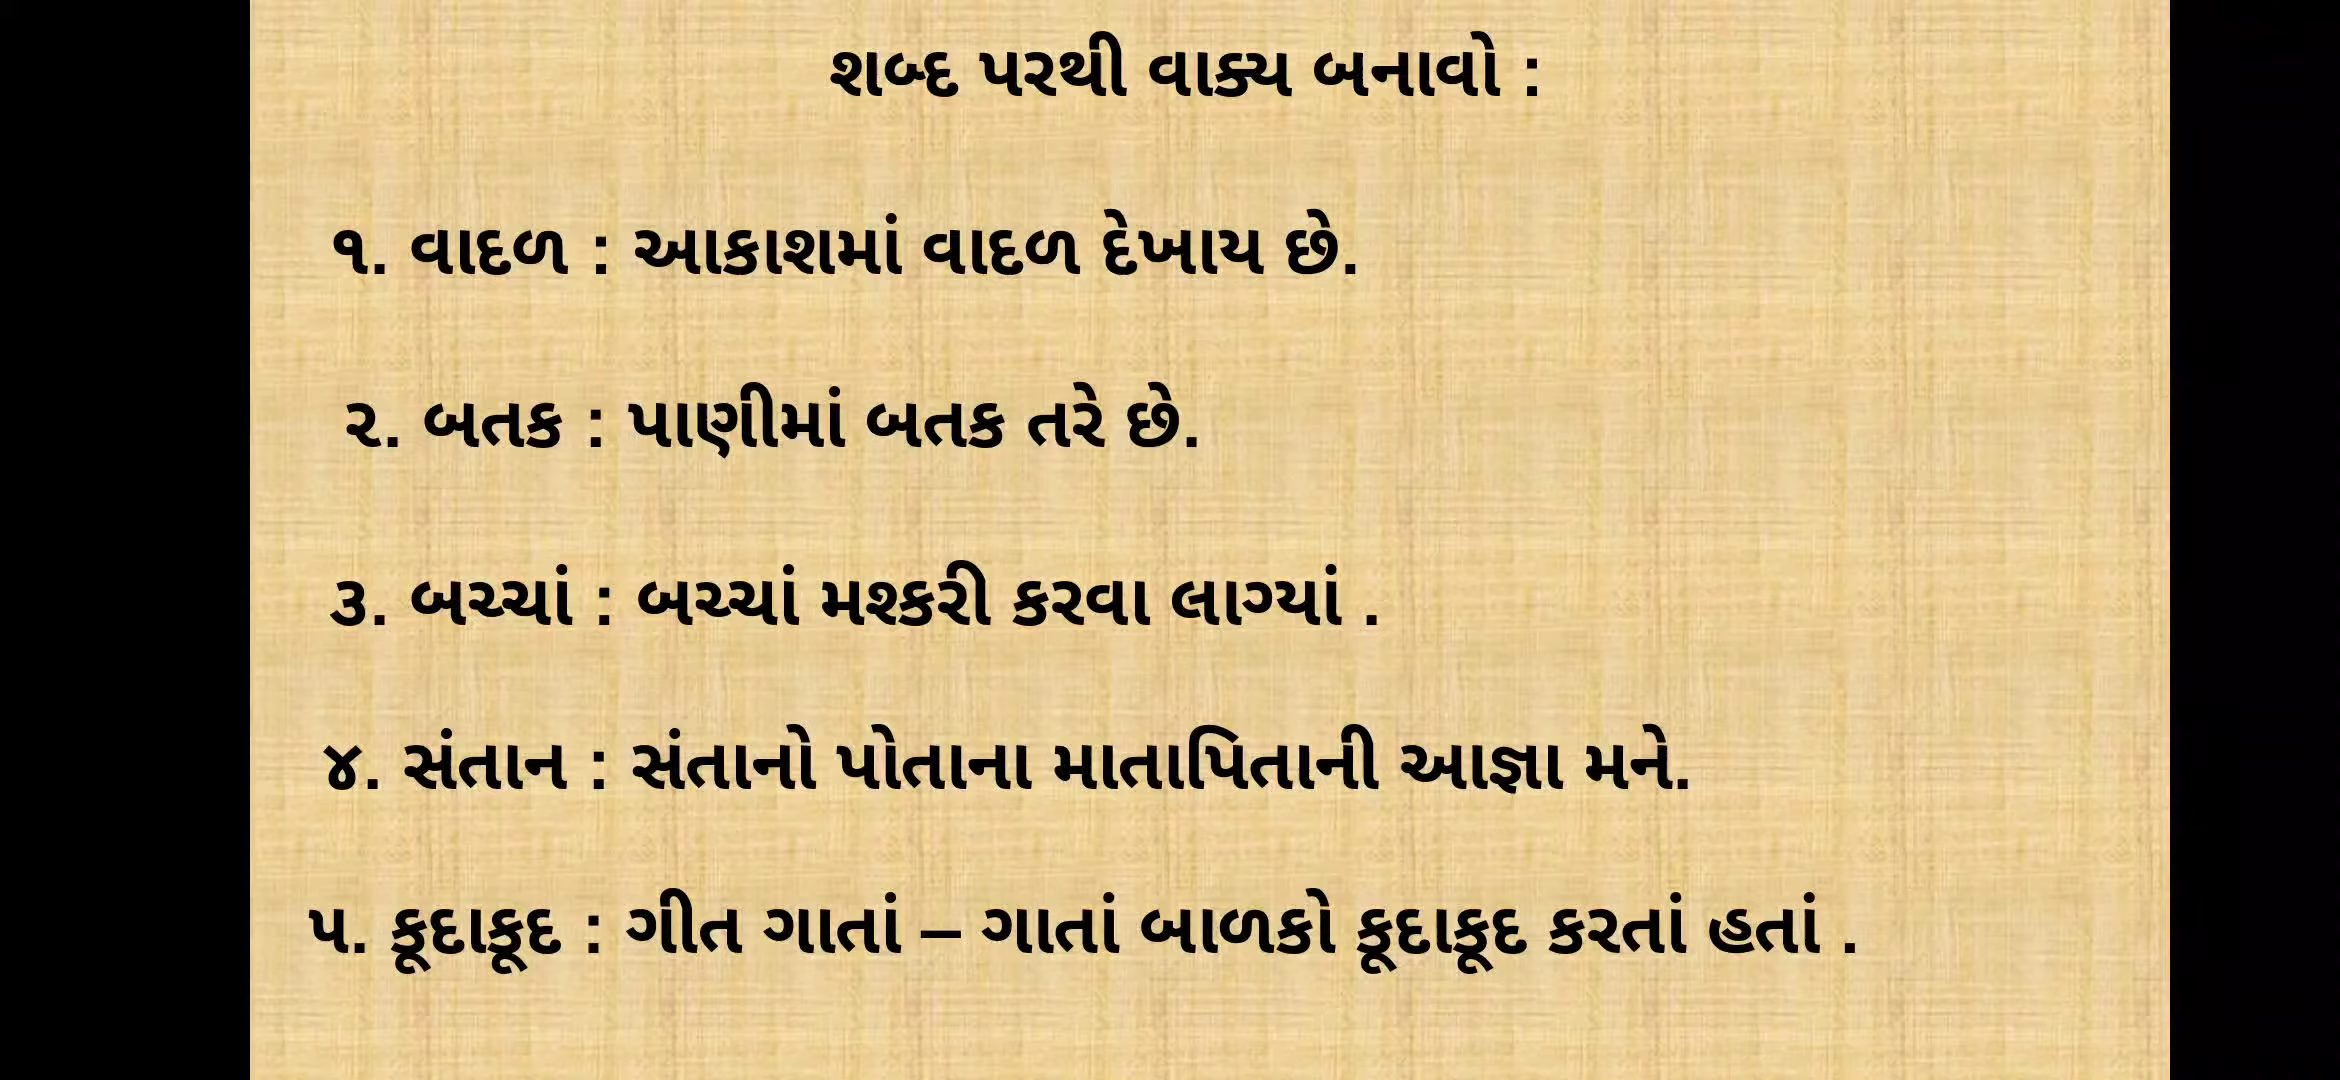 શબ્દ પરથી વાક્ય બનાવો :
૧. વાદળ : આકાશમાં વાદળ દેખાય છે.
૨. બતક : પાણીમાં બતક તરે છે.
૩. બચ્ચાં : બચ્ચાં મશ્કરી કરવા લાગ્યાં .
૪. સંતાન : સંતાનો પોતાના માતાપિતાની આજ્ઞા મને.
૫. કૂદાકૂદ : ગીત ગાતાં – ગાતાં બાળકો કૂદાકૂદ કરતાં હતાં .